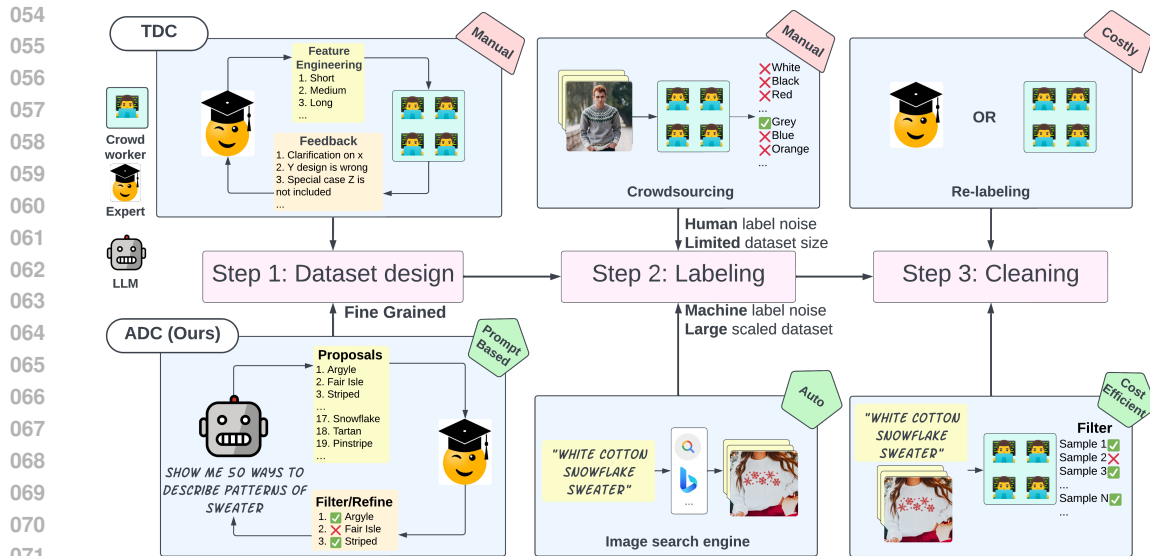 054
055
056
057
058
059
060
061
062
063
064
065
066
067
068
069
070
071
TDC
Manual
Feature
Engineering
1. Short
2. Medium
3. Long
...
Feedback
1. Clarification on x
2. Y design is wrong
3. Special case Z is
not included
...
Crowd
worker
Expert
LLM
Manual
White
Black
Red
...
Grey
Blue
Orange
...
Crowdsourcing
Costly
OR
Re-labeling
Human label noise
Limited dataset size
Step 1: Dataset design
Step 2: Labeling
Step 3: Cleaning
Fine Grained
Machine label noise
Large scaled dataset
ADC (Ours)
Prompt
Based
Proposals
1. Argyle
2. Fair Isle
3. Striped
...
17. Snowflake
18. Tartan
19. Pinstripe
...
SHOW ME 50 WAYS TO
DESCRIBE PATTERNS OF
SWEATER
Filter/Refine
1. Argyle
2. Fair Isle
3. Striped
Auto
"WHITE COTTON
SNOWFLAKE
SWEATER"
...
Image search engine
Cost
Efficient
"WHITE COTTON
SNOWFLAKE
SWEATER"
Filter
Sample 1
Sample 2
Sample 3
...
Sample N
...